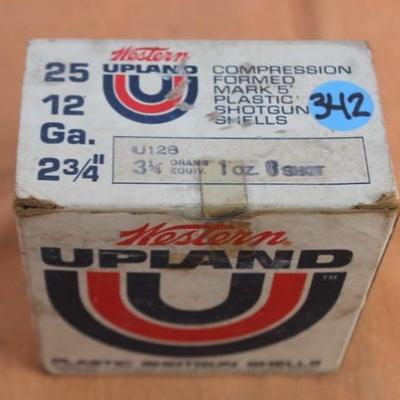 25
12
Ga.
2¾"
Western
UPLAND
U
COMPRESSION
FORMED
MARK '5'
PLASTIC
SHOTGUN
SHELLS
342
U128
3¼ DRAMS EQUIV. 1 OZ. 8 SHOT
Western
UPLAND
U
TM
PLASTIC SHOTGUN SHELLS